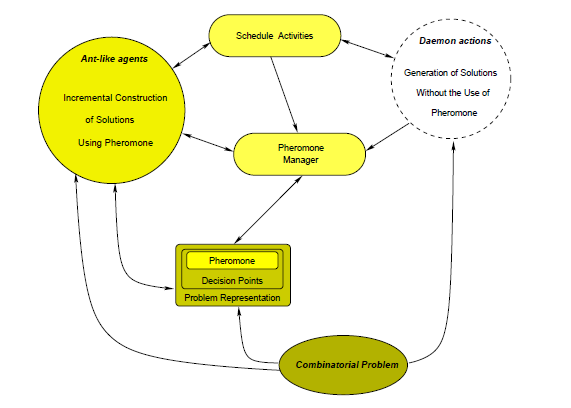 Schedule Activities
Ant-like agents
Incremental Construction
of Solutions
Using Pheromone
Daemon actions
Generation of Solutions
Without the Use of
Pheromone
Pheromone
Manager
Pheromone
Decision Points
Problem Representation
Combinatorial Problem